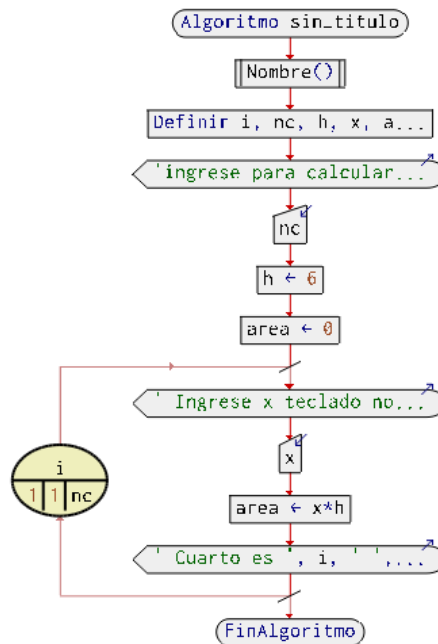 Algoritmo sin_titulo
Nombre()
Definir i, nc, h, x, a...
'ingrese para calcular...
nc
h ← 6
area ← 0
' Ingrese x teclado no...
i
1 1 nc
x
area ← x*h
' Cuarto es ', i, ' ',....
FinAlgoritmo